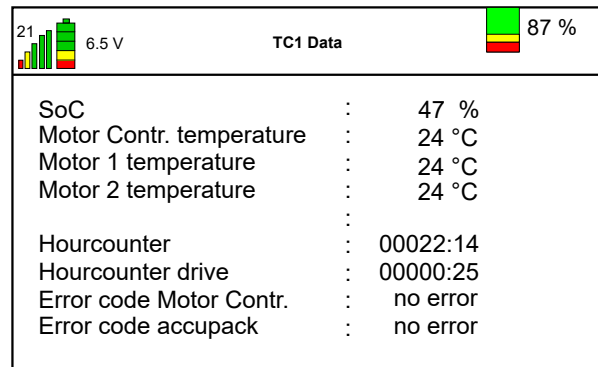 21 6.5 V TC1 Data 87 %
SoC : 47 %
Motor Contr. temperature : 24 °C
Motor 1 temperature : 24 °C
Motor 2 temperature : 24 °C
:
Hourcounter : 00022:14
Hourcounter drive : 00000:25
Error code Motor Contr. : no error
Error code accupack : no error